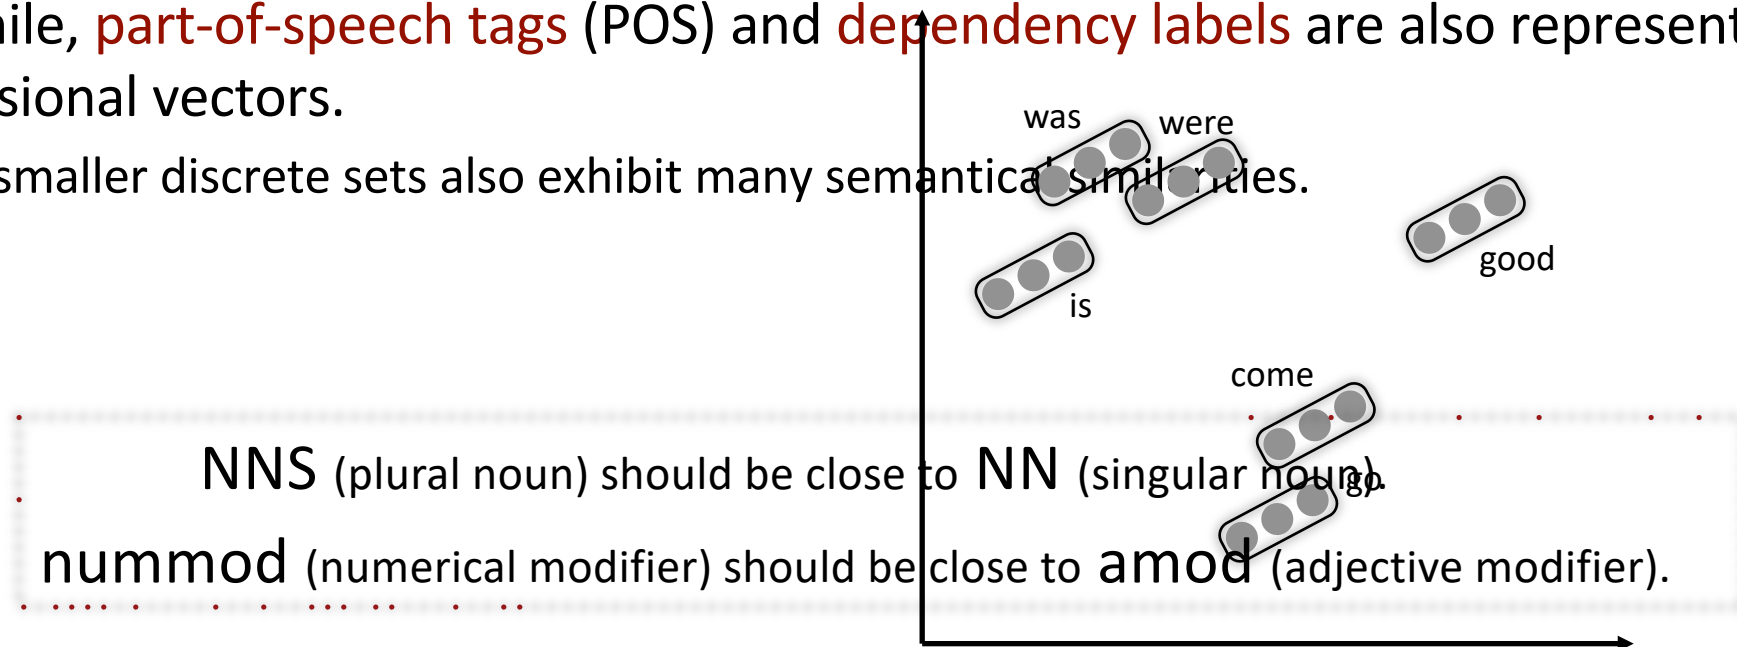 ile, part-of-speech tags (POS) and dependency labels are also represent
sional vectors.
was were
smaller discrete sets also exhibit many semantical similarities.
good
is
come
NNS (plural noun) should be close to NN (singular noun).
go
nummod (numerical modifier) should be close to amod (adjective modifier).